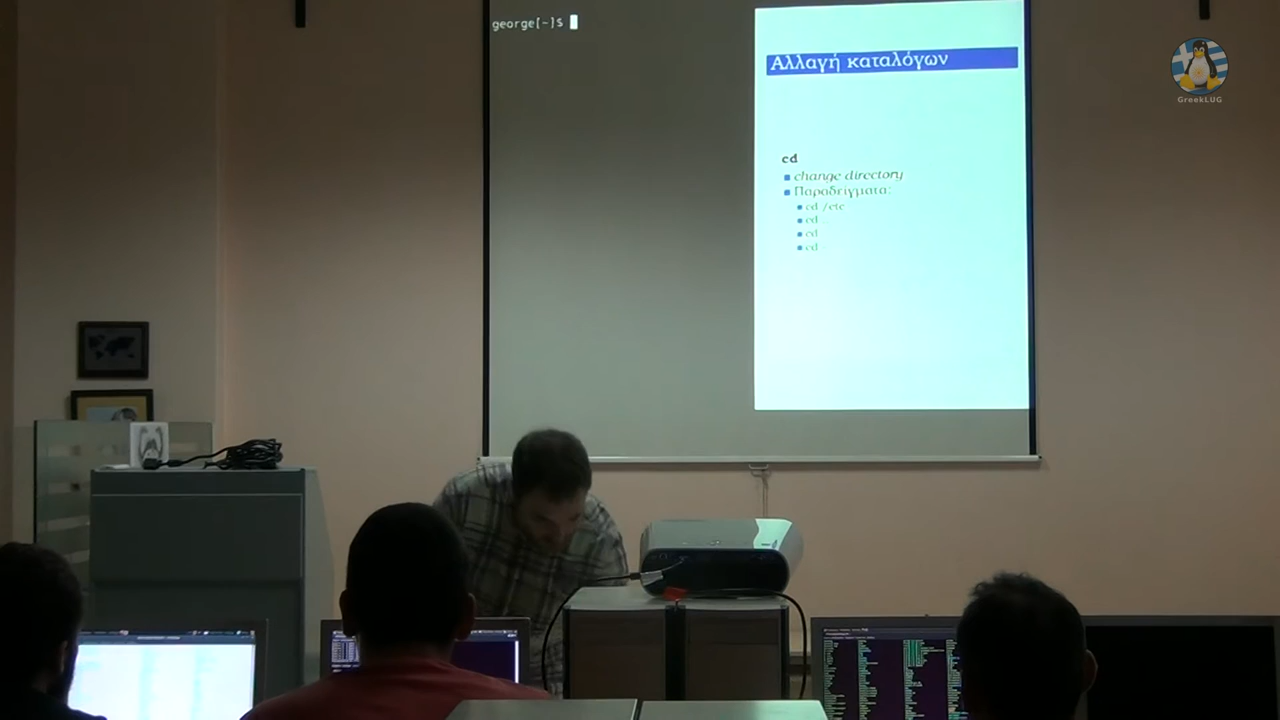 george[~]$
Αλλαγή καταλόγων
cd
change directory
Παραδείγματα:
cd /etc
cd
cd
cd
GreekLUG